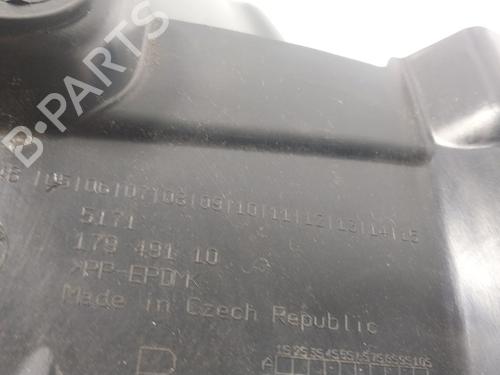 B-PARTS
|05|06|07|08|09|10|11|12|13|14|15
5171
179 491 10
>PP-EPDM<
Made in Czech Republic
A